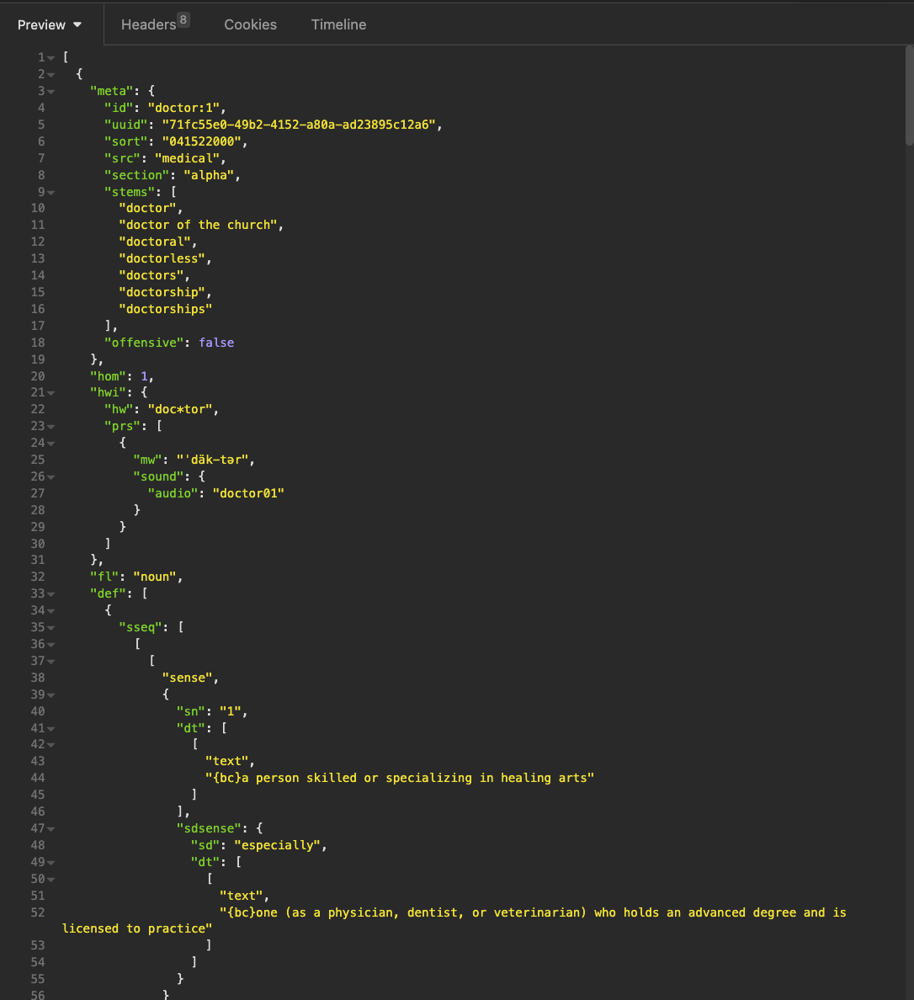 Preview Headers 8 Cookies Timeline
1 [
2 {
3 "meta": {
4 "id": "doctor:1",
5 "uuid": "71fc55e0-49b2-4152-a80a-ad23895c12a6",
6 "sort": "041522000",
7 "src": "medical",
8 "section": "alpha",
9 "stems": [
10 "doctor",
11 "doctor of the church",
12 "doctoral",
13 "doctorless",
14 "doctors",
15 "doctorship",
16 "doctorships"
17 ],
18 "offensive": false
19 },
20 "hom": 1,
21 "hwi": {
22 "hw": "doc*tor",
23 "prs": [
24 {
25 "mw": "ˈdäk-tər",
26 "sound": {
27 "audio": "doctor01"
28 }
29 }
30 ]
31 },
32 "fl": "noun",
33 "def": [
34 {
35 "sseq": [
36 [
37 [
38 "sense",
39 {
40 "sn": "1",
41 "dt": [
42 [
43 "text",
44 "{bc}a person skilled or specializing in healing arts"
45 ]
46 ],
47 "sdsense": {
48 "sd": "especially",
49 "dt": [
50 [
51 "text",
52 "{bc}one (as a physician, dentist, or veterinarian) who holds an advanced degree and is
licensed to practice"
53 ]
54 ]
55 }
56 }